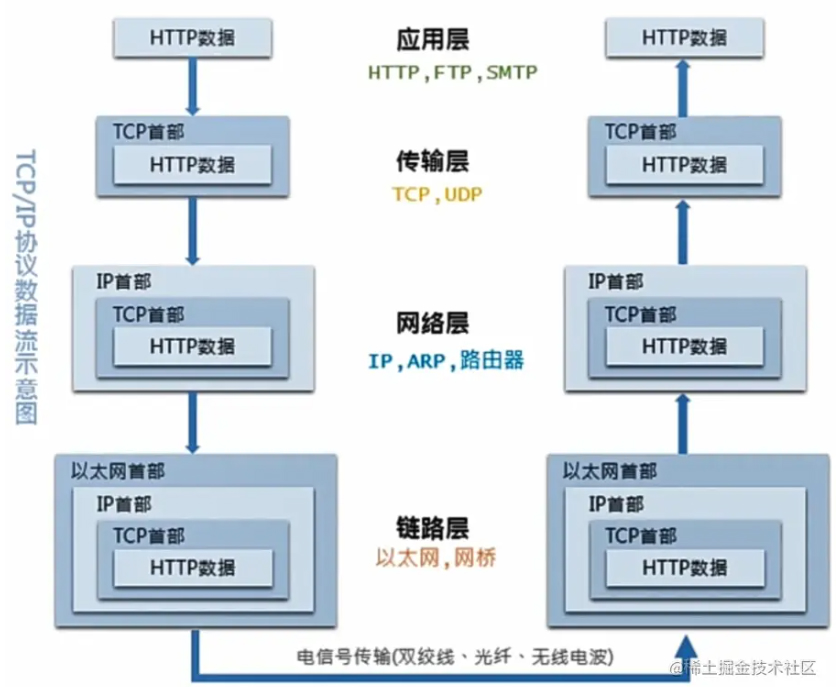 TCP/IP协议数据流示意图
HTTP数据
应用层
HTTP,FTP,SMTP
HTTP数据
TCP首部
HTTP数据
传输层
TCP,UDP
TCP首部
HTTP数据
IP首部
TCP首部
HTTP数据
网络层
IP,ARP,路由器
IP首部
TCP首部
HTTP数据
以太网首部
IP首部
TCP首部
HTTP数据
链路层
以太网,网桥
以太网首部
IP首部
TCP首部
HTTP数据
电信号传输(双绞线、光纤、无线电波)
@稀土掘金技术社区